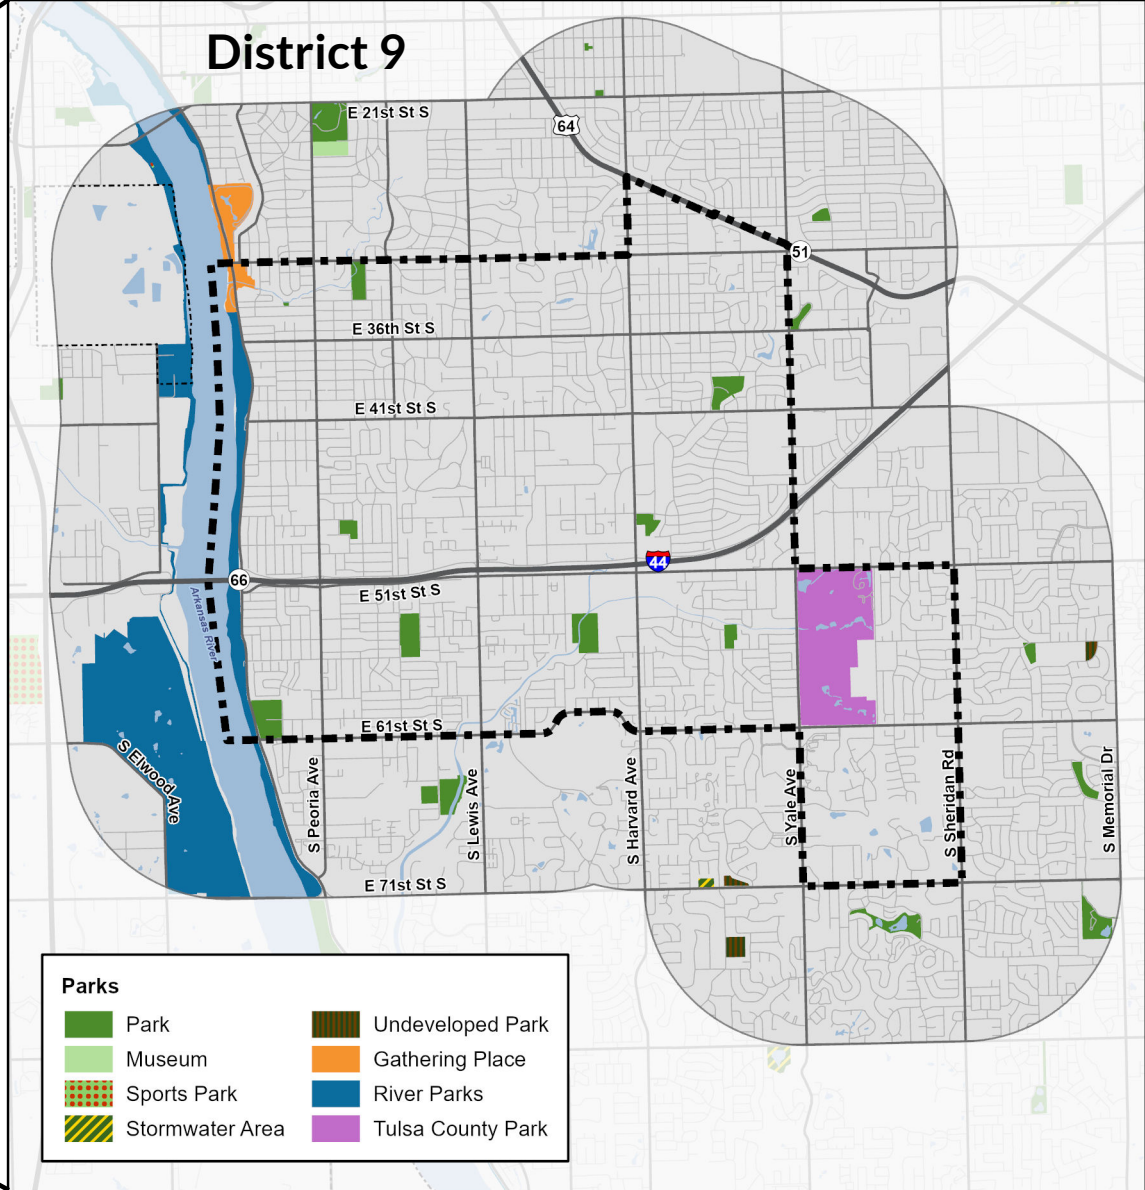 District 9
E 21st St S
64
51
E 36th St S
E 41st St S
44
66
E 51st St S
Arkansas River
E 61st St S
S Elwood Ave
S Peoria Ave
S Lewis Ave
S Harvard Ave
S Yale Ave
S Sheridan Rd
S Memorial Dr
E 71st St S
Parks
Park
Museum
Sports Park
Stormwater Area
Undeveloped Park
Gathering Place
River Parks
Tulsa County Park